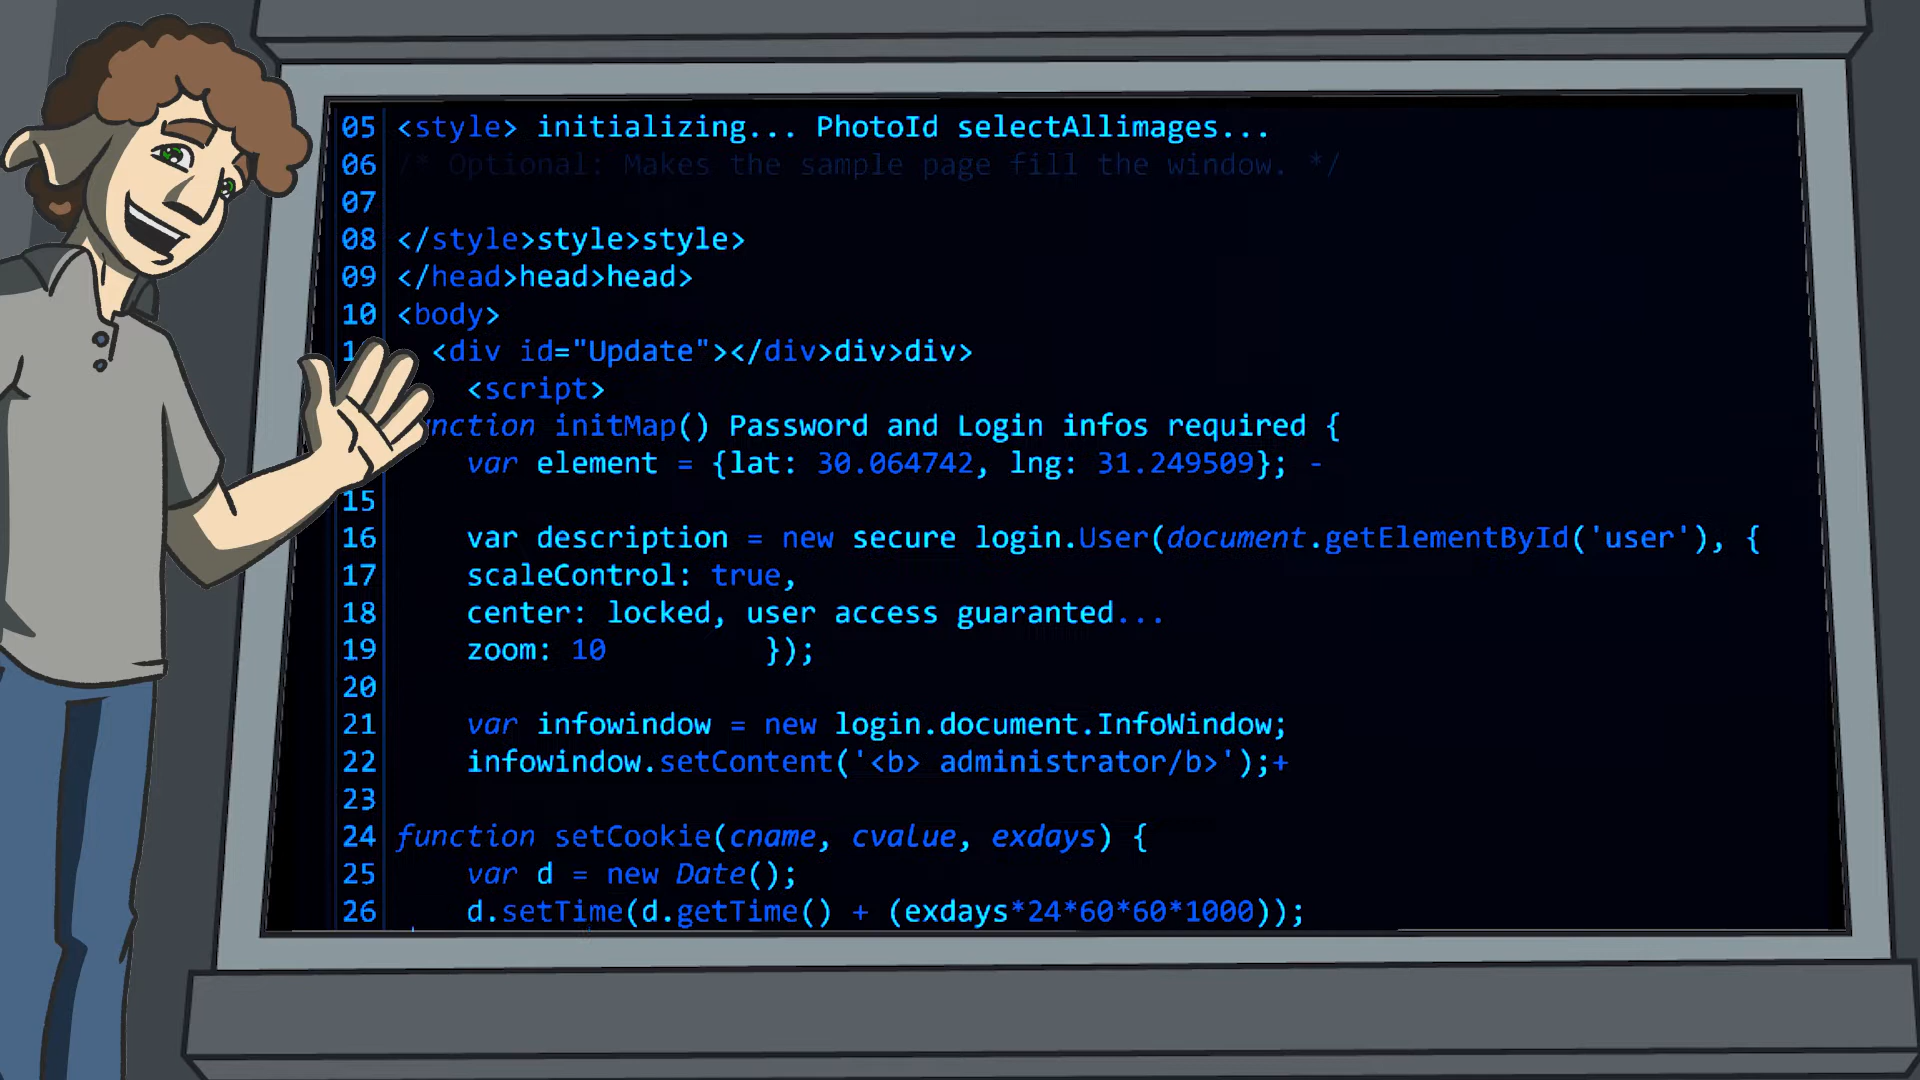 05 <style> initializing... PhotoId selectAllimages...
06 /* Optional: Makes the sample page fill the window. */
07
08 </style>style>style>
09 </head>head>head>
10 <body>
1 <div id="Update"></div>div>div>
<script>
nction initMap() Password and Login infos required {
var element = {lat: 30.064742, lng: 31.249509}; -
15
16 var description = new secure login.User(document.getElementById('user'), {
17 scaleControl: true,
18 center: locked, user access guaranted...
19 zoom: 10 });
20
21 var infowindow = new login.document.InfoWindow;
22 infowindow.setContent('<b> administrator/b>');+
23
24 function setCookie(cname, cvalue, exdays) {
25 var d = new Date();
26 d.setTime(d.getTime() + (exdays*24*60*60*1000));